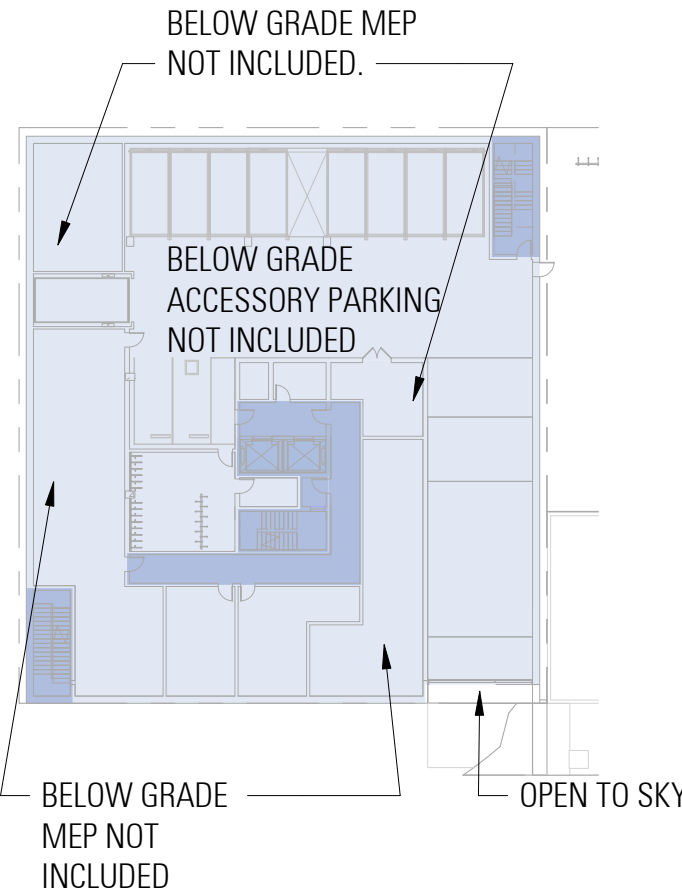 BELOW GRADE MEP
NOT INCLUDED.
BELOW GRADE
ACCESSORY PARKING
NOT INCLUDED
BELOW GRADE
MEP NOT
INCLUDED
OPEN TO SKY